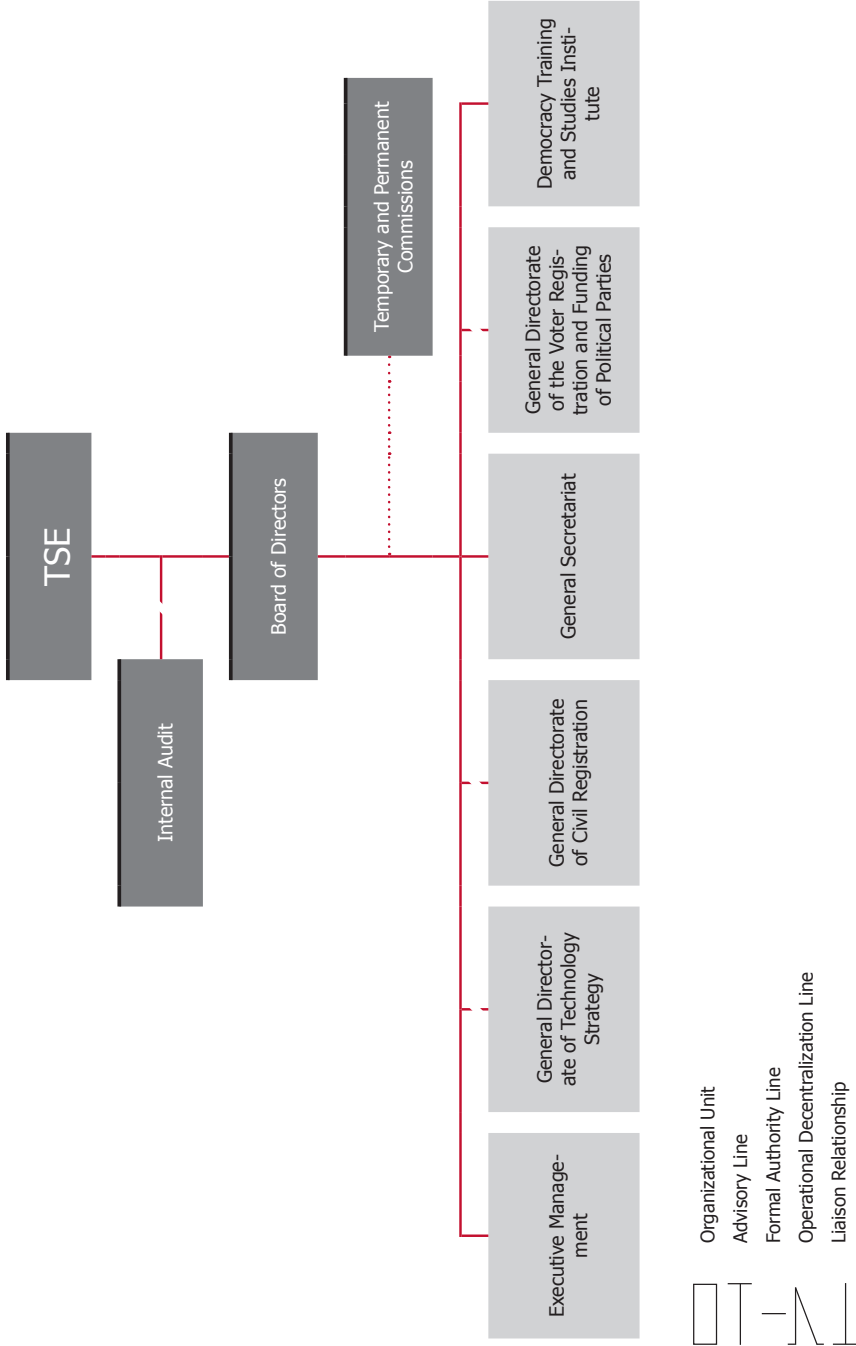 TSE
Internal Audit
Board of Directors
Temporary and Permanent
Commissions
Executive Manage-
ment
General Director-
ate of Technology
Strategy
General Directorate
of Civil Registration
General Secretariat
General Directorate
of the Voter Regis-
tration and Funding
of Political Parties
Democracy Training
and Studies Insti-
tute
Organizational Unit
Advisory Line
Formal Authority Line
Operational Decentralization Line
Liaison Relationship